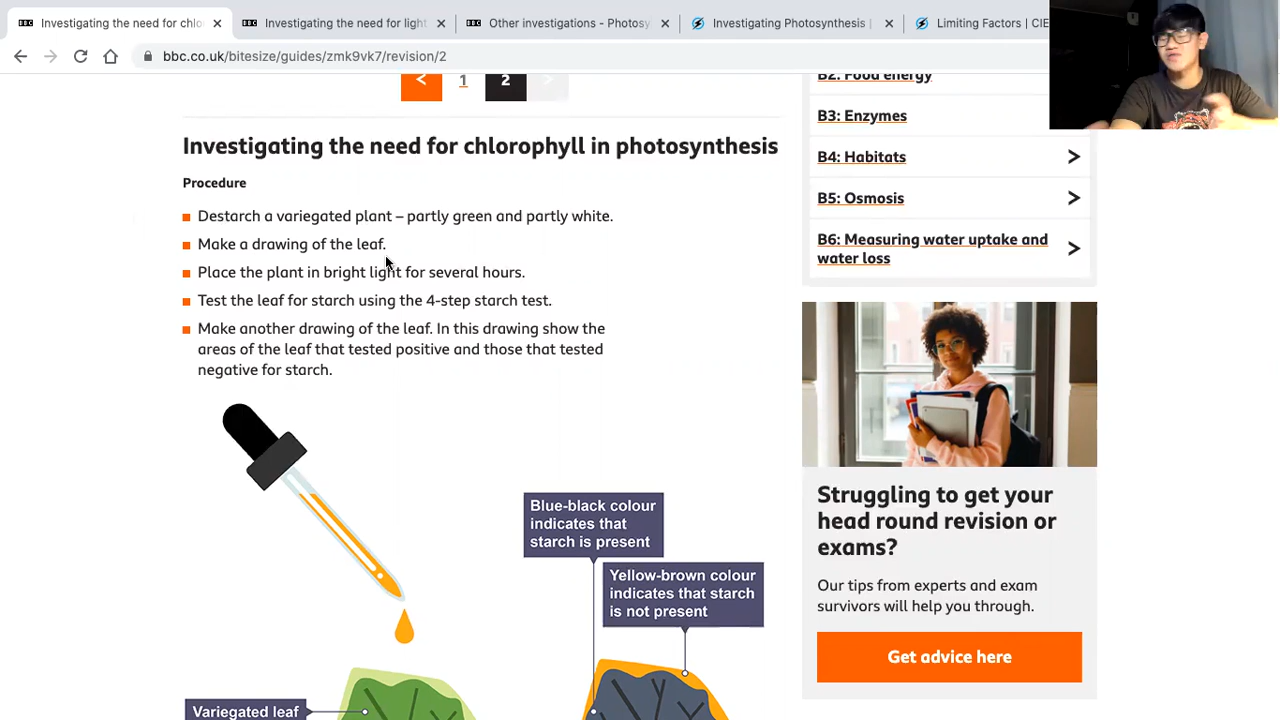 Investigating the need for chlo
Investigating the need for light
Other investigations - Photosy
Investigating Photosynthesis |
Limiting Factors | CIE
bbc.co.uk/bitesize/guides/zmk9vk7/revision/2
< 1 2 >
Investigating the need for chlorophyll in photosynthesis
Procedure
Destarch a variegated plant – partly green and partly white.
Make a drawing of the leaf.
Place the plant in bright light for several hours.
Test the leaf for starch using the 4-step starch test.
Make another drawing of the leaf. In this drawing show the
areas of the leaf that tested positive and those that tested
negative for starch.
Blue-black colour
indicates that
starch is present
Yellow-brown colour
indicates that starch
is not present
Variegated leaf
B2: Food energy
B3: Enzymes
B4: Habitats
B5: Osmosis
B6: Measuring water uptake and
water loss
Struggling to get your
head round revision or
exams?
Our tips from experts and exam
survivors will help you through.
Get advice here